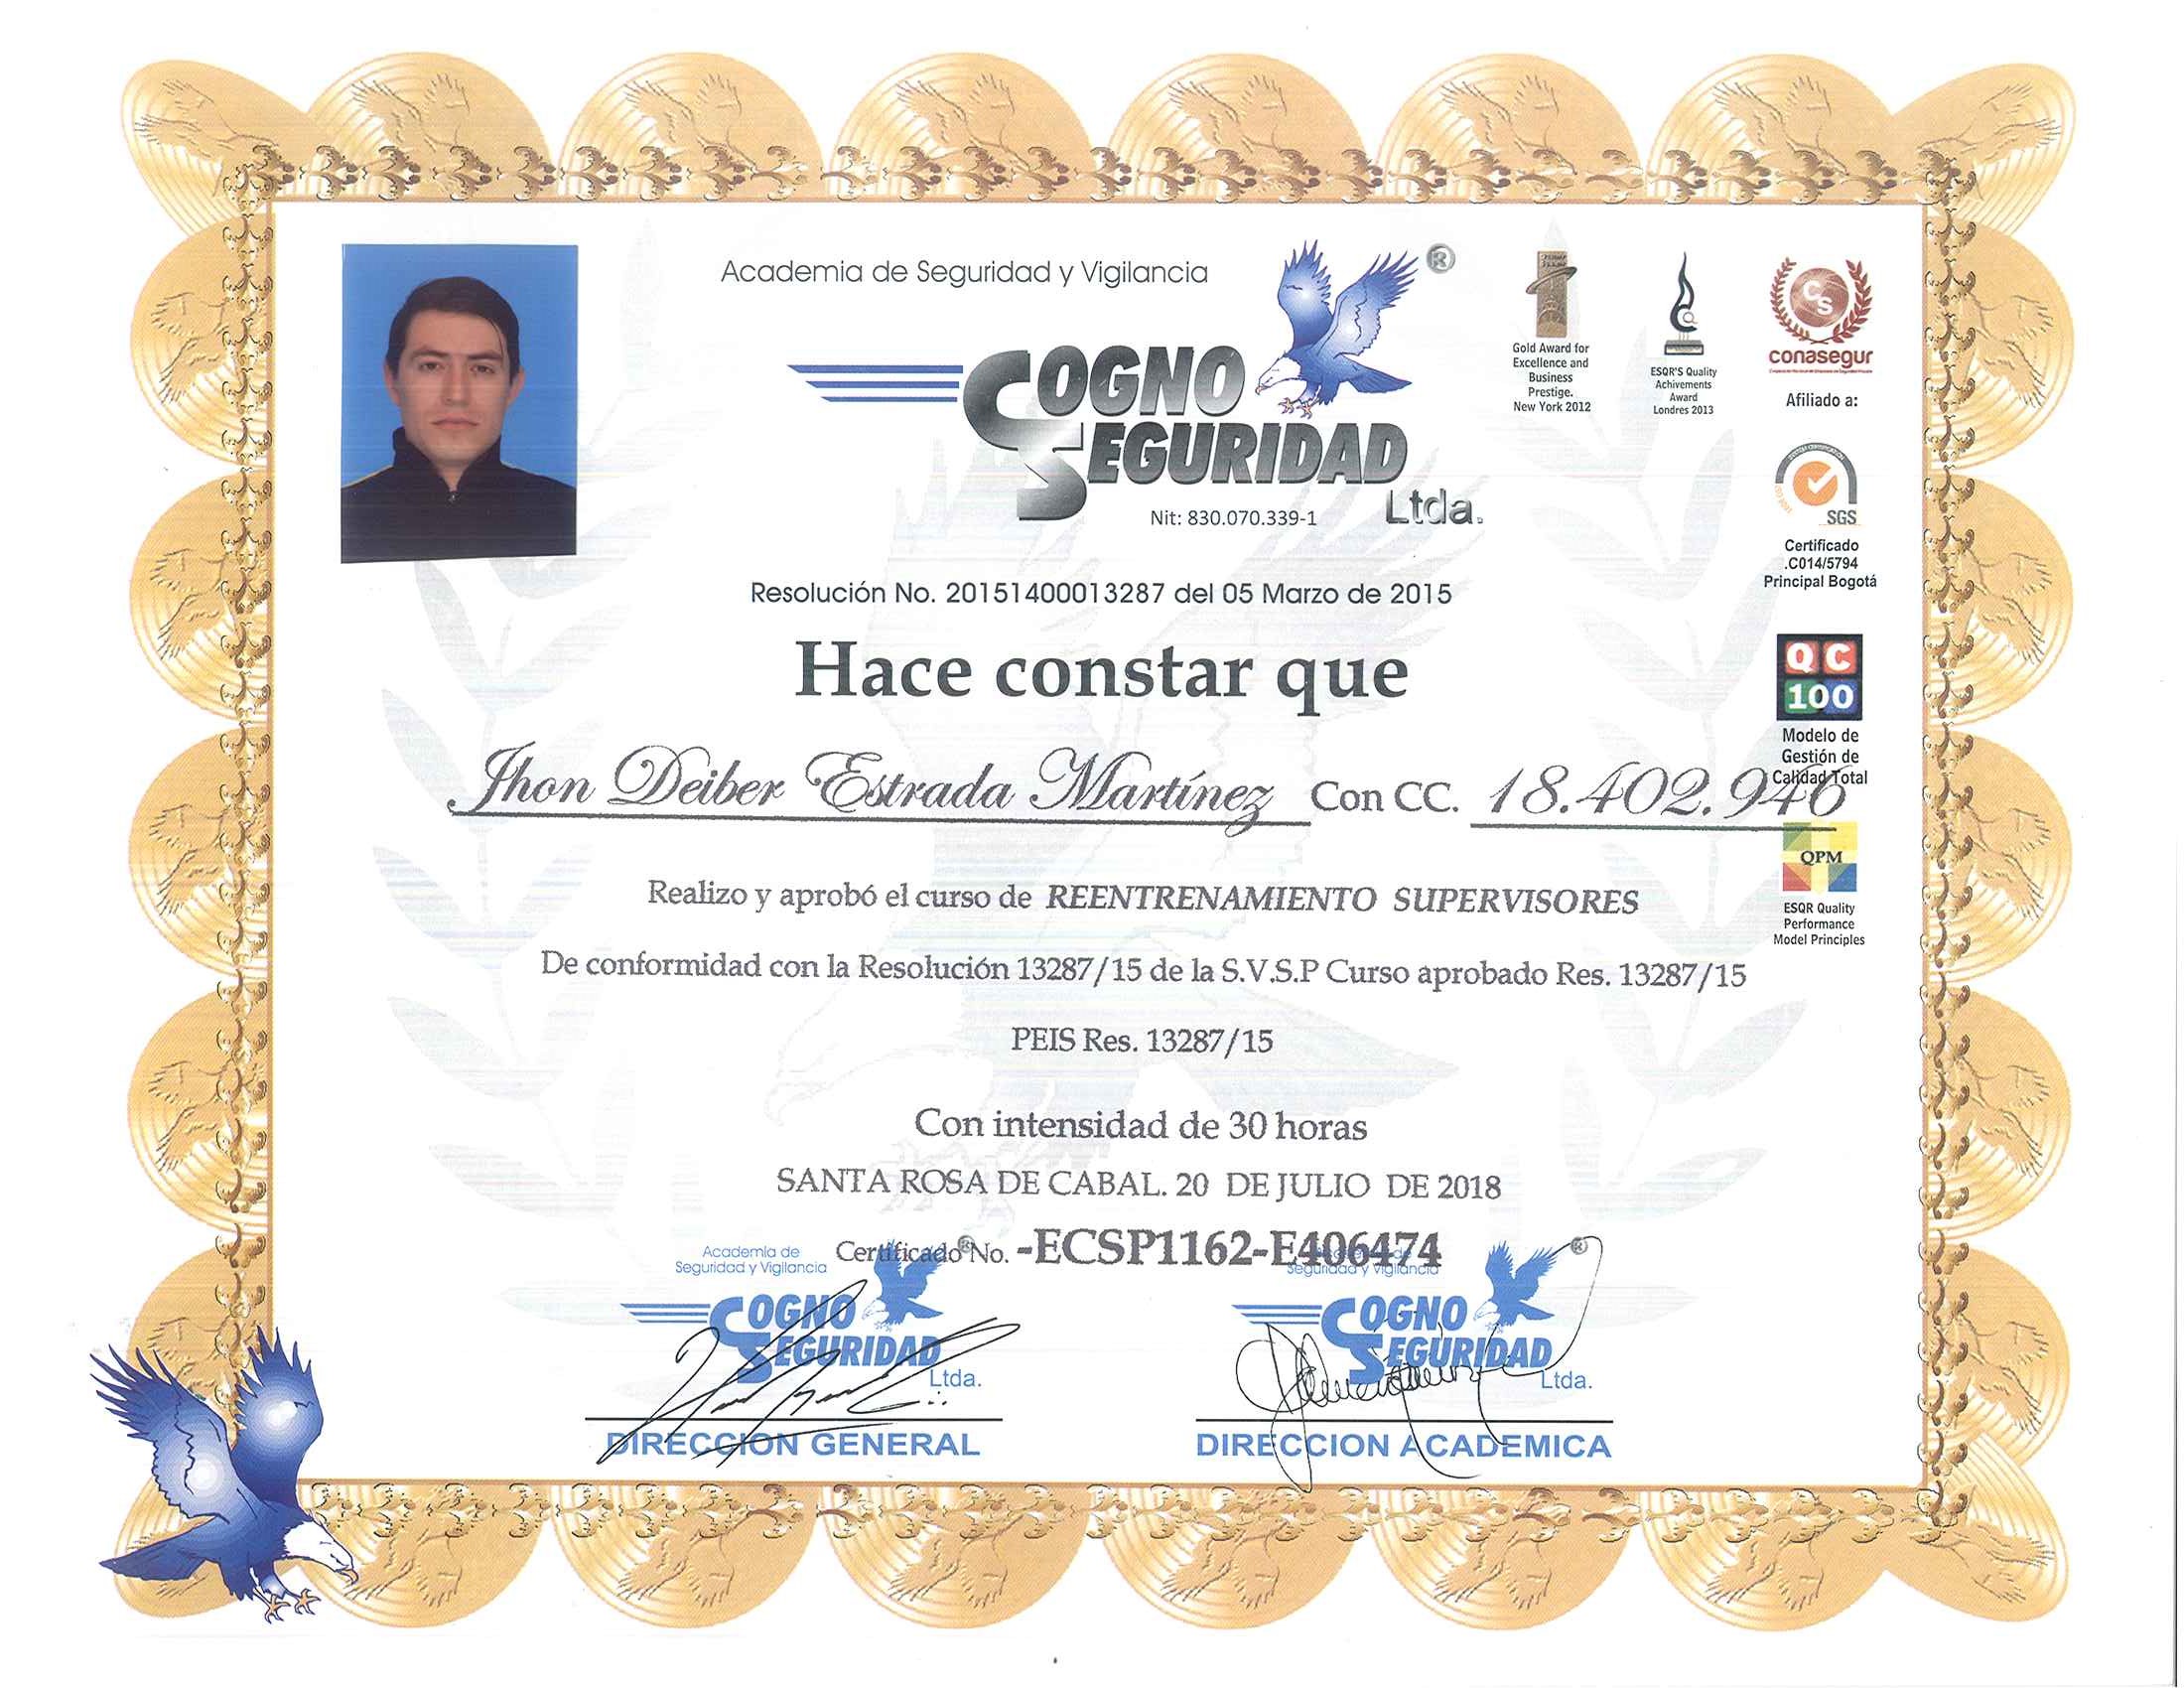 Academia de Seguridad y Vigilancia
®
COGNO
SEGURIDAD
Ltda.
Nit: 830.070.339-1
Gold Award for
Excellence and
Business
Prestige.
New York 2012
ESQR'S Quality
Achivements
Award
Londres 2013
CS
conasegur
Afiliado a:
SGS
Certificado
.C014/5794
Principal Bogotá
Resolución No. 20151400013287 del 05 Marzo de 2015
Hace constar que
QC
100
Modelo de
Gestión de
Calidad Total
Jhon Deiber Estrada Martínez Con CC. 18.402.946
QPM
ESQR Quality
Performance
Model Principles
Realizo y aprobó el curso de REENTRENAMIENTO SUPERVISORES
De conformidad con la Resolución 13287/15 de la S.V.S.P Curso aprobado Res. 13287/15
PEIS Res. 13287/15
Con intensidad de 30 horas
SANTA ROSA DE CABAL. 20 DE JULIO DE 2018
Certificado No. -ECSP1162-E406474
Academia de
Seguridad y Vigilancia
®
COGNO
SEGURIDAD
Ltda.
DIRECCION GENERAL
Seguridad y Vigilancia
®
COGNO
SEGURIDAD
Ltda.
DIRECCION ACADEMICA